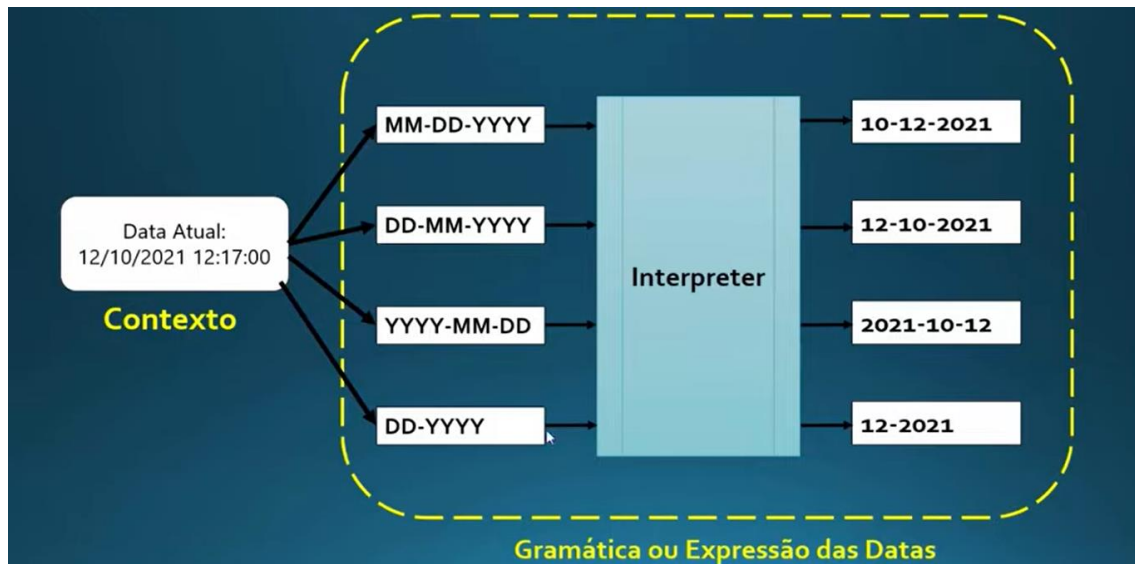 MM-DD-YYYY
10-12-2021
DD-MM-YYYY
12-10-2021
Data Atual:
12/10/2021 12:17:00
Interpreter
Contexto
YYYY-MM-DD
2021-10-12
DD-YYYY
12-2021
Gramática ou Expressão das Datas